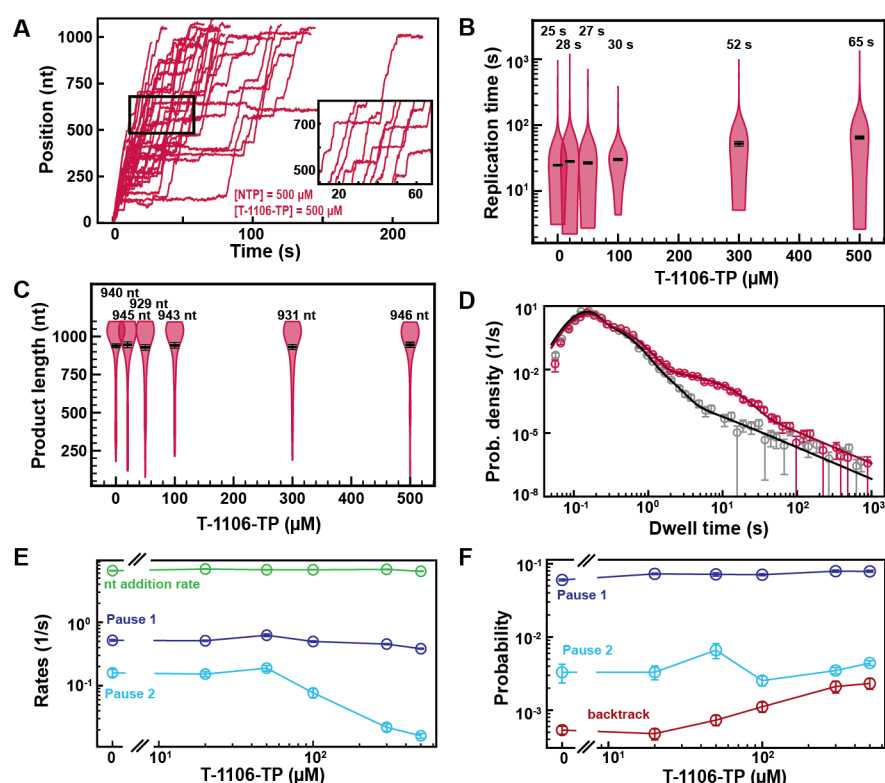 A
Position (nt)
1000
750
500
250
0
700
500
20
60
[NTP] = 500 µM
[T-1106-TP] = 500 µM
0
100
200
Time (s)
B
Replication time (s)
10³
10²
10¹
25 s
27 s
28 s
30 s
52 s
65 s
0
100
200
300
400
500
T-1106-TP (µM)
C
Product length (nt)
1000
750
500
250
940 nt
929 nt
945 nt
943 nt
931 nt
946 nt
0
100
200
300
400
500
T-1106-TP (µM)
D
Prob. density (1/s)
10¹
10⁻²
10⁻⁵
10⁻⁸
10⁻¹
10⁰
10¹
10²
10³
Dwell time (s)
E
Rates (1/s)
10⁰
10⁻¹
nt addition rate
Pause 1
Pause 2
0
10¹
10²
T-1106-TP (µM)
F
Probability
10⁻¹
10⁻²
10⁻³
Pause 1
Pause 2
backtrack
0
10¹
10²
T-1106-TP (µM)